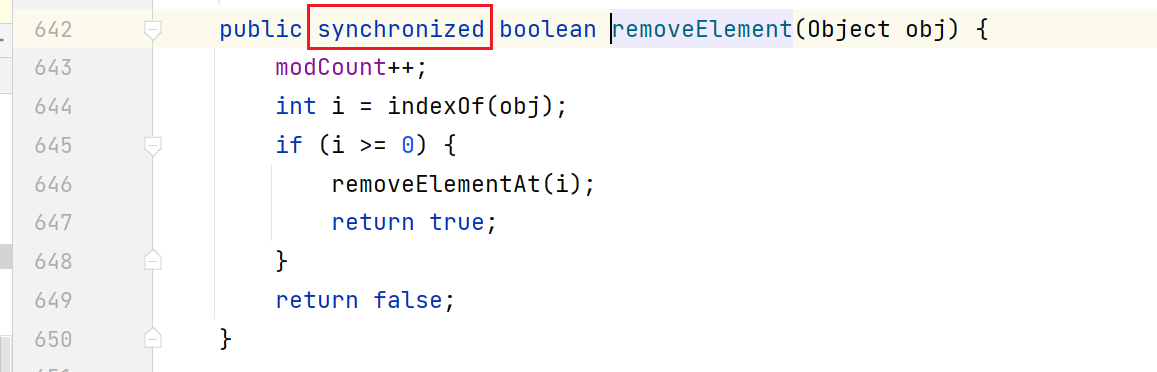 642 public synchronized boolean removeElement(Object obj) {
643 modCount++;
644 int i = indexOf(obj);
645 if (i >= 0) {
646 removeElementAt(i);
647 return true;
648 }
649 return false;
650 }